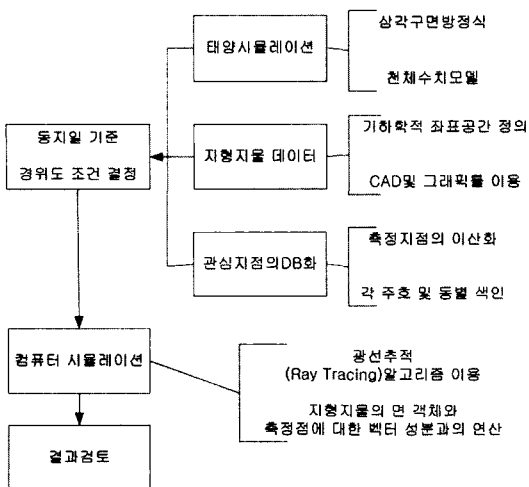 태양시뮬레이션
삼각구면방정식
천체수치모델
동지일 기준
경위도 조건 결정
지형지물 데이터
기하학적 좌표공간 정의
CAD및 그래픽툴 이용
관심지점의DB화
측정지점의 이산화
각 주호 및 동별 색인
컴퓨터 시뮬레이션
광선추적
(Ray Tracing)알고리즘 이용
지형지물의 면 객체와
측정점에 대한 벡터 성분과의 연산
결과검토